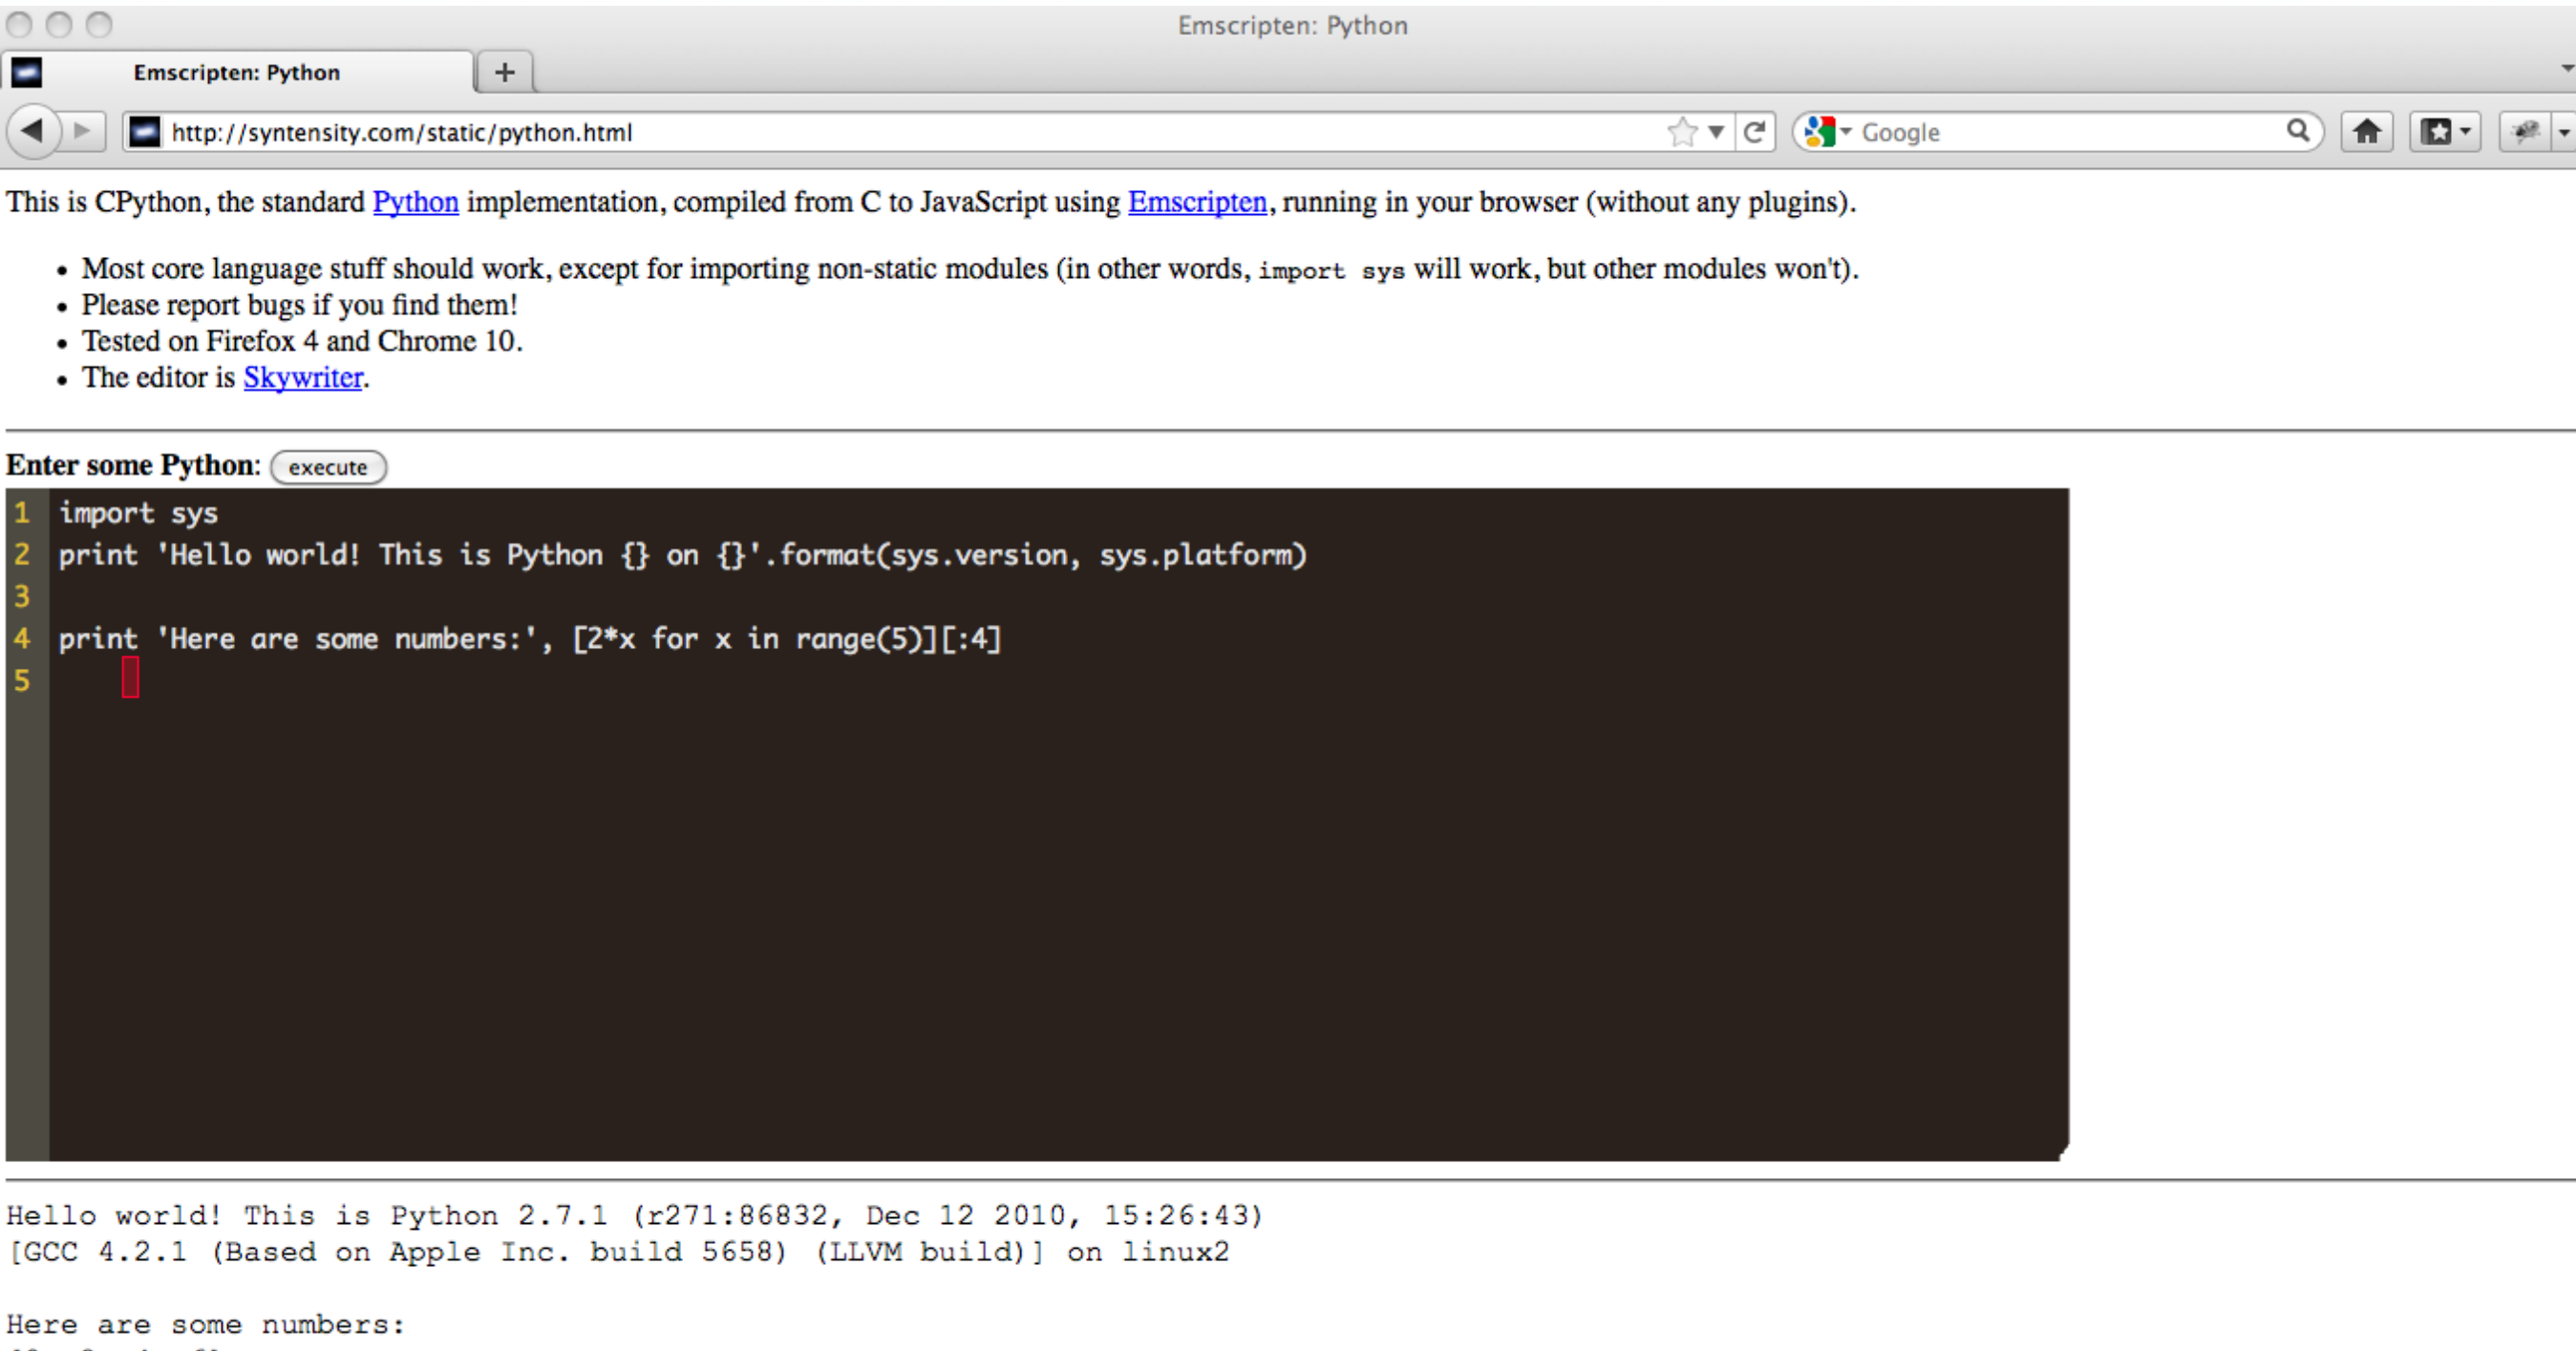 Emscripten: Python
Emscripten: Python
http://syntensity.com/static/python.html
Google
This is CPython, the standard Python implementation, compiled from C to JavaScript using Emscripten, running in your browser (without any plugins).
• Most core language stuff should work, except for importing non-static modules (in other words, import sys will work, but other modules won't).
• Please report bugs if you find them!
• Tested on Firefox 4 and Chrome 10.
• The editor is Skywriter.
Enter some Python: execute
1 import sys
2 print 'Hello world! This is Python {} on {}'.format(sys.version, sys.platform)
3
4 print 'Here are some numbers:', [2*x for x in range(5)][:4]
5
Hello world! This is Python 2.7.1 (r271:86832, Dec 12 2010, 15:26:43)
[GCC 4.2.1 (Based on Apple Inc. build 5658) (LLVM build)] on linux2
Here are some numbers: